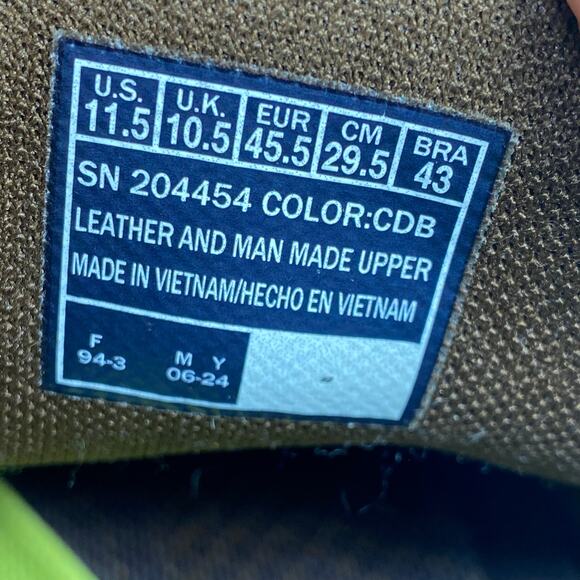 U.S. U.K. EUR CM BRA
11.5 10.5 45.5 29.5 43
SN 204454 COLOR:CDB
LEATHER AND MAN MADE UPPER
MADE IN VIETNAM/HECHO EN VIETNAM
F M Y
94-3 06-24